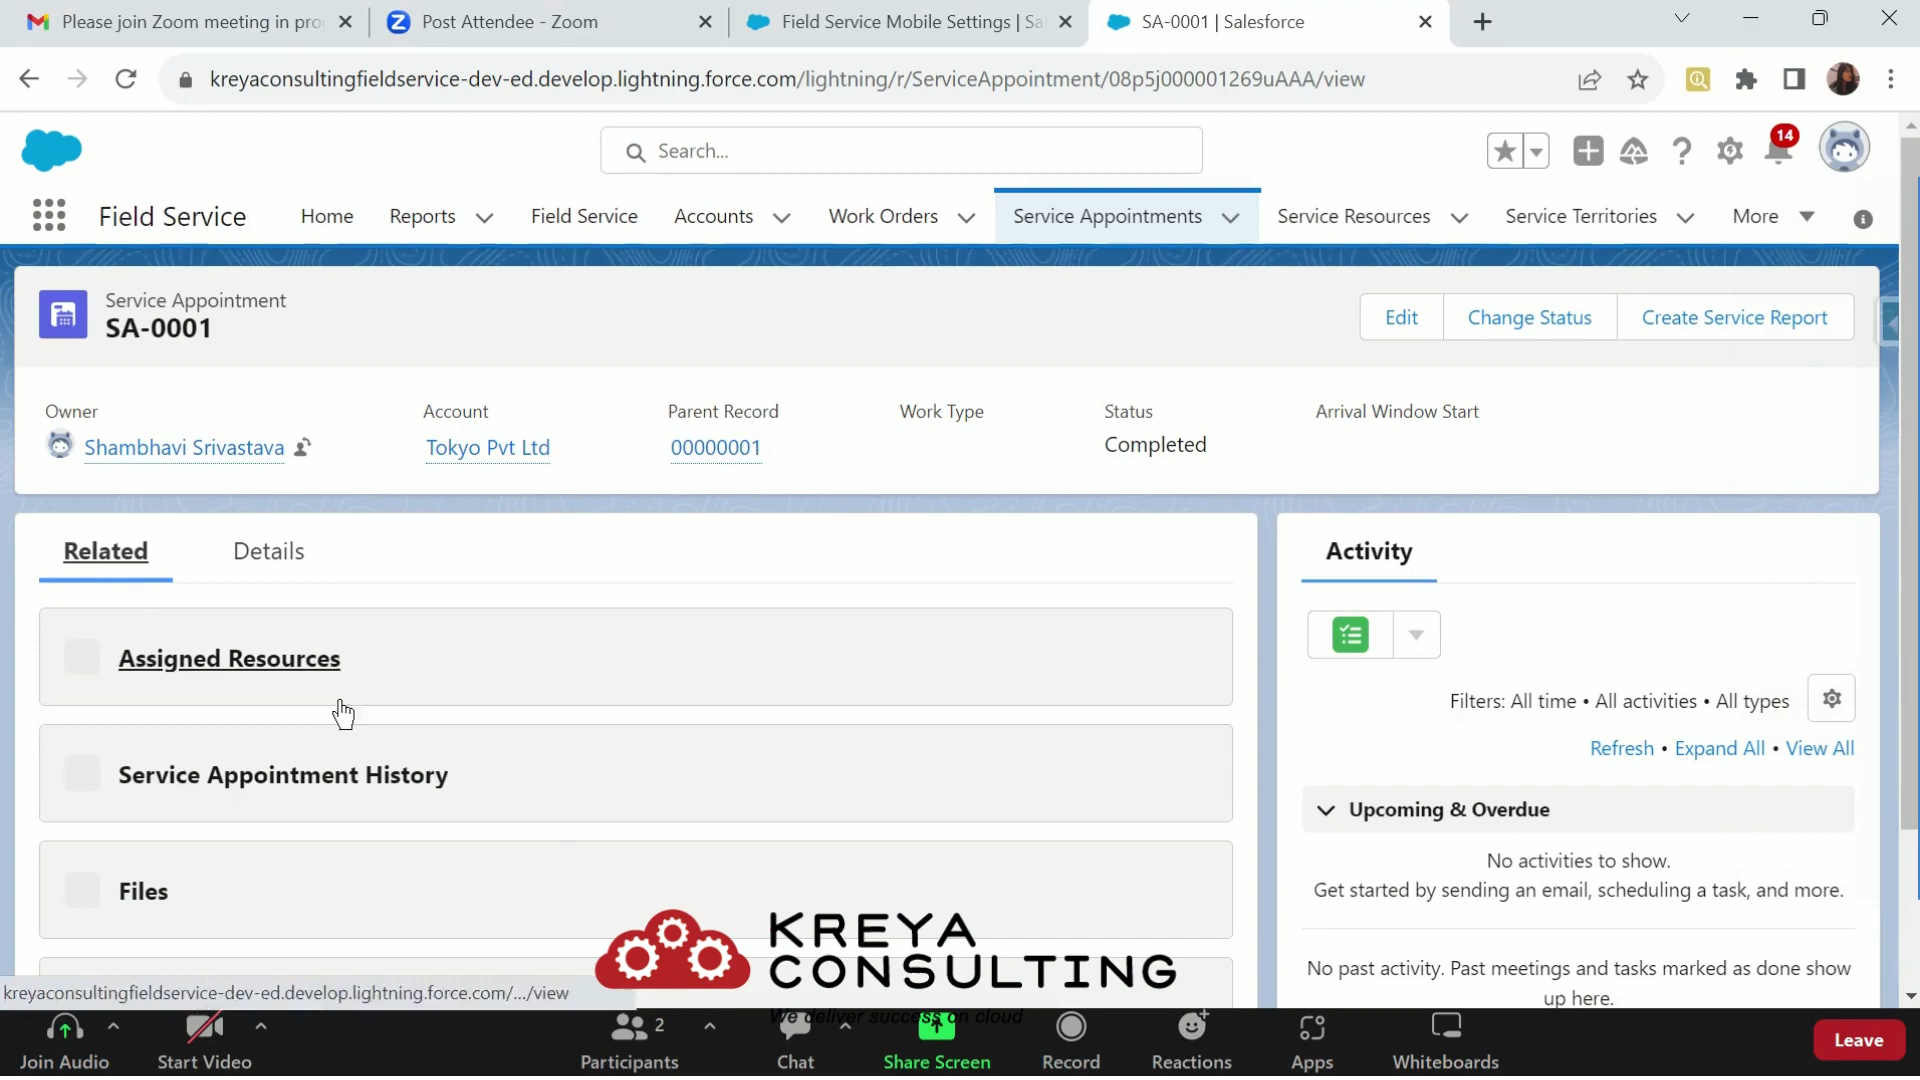 Please join Zoom meeting in pro
Post Attendee - Zoom
Field Service Mobile Settings | Sa
SA-0001 | Salesforce
kreyaconsultingfieldservice-dev-ed.develop.lightning.force.com/lightning/r/ServiceAppointment/08p5j000001269uAAA/view
Search...
14
Field Service
Home
Reports
Field Service
Accounts
Work Orders
Service Appointments
Service Resources
Service Territories
More
Service Appointment
SA-0001
Edit
Change Status
Create Service Report
Owner
Account
Parent Record
Work Type
Status
Arrival Window Start
Shambhavi Srivastava
Tokyo Pvt Ltd
00000001
Completed
Related
Details
Activity
Assigned Resources
Service Appointment History
Files
Filters: All time • All activities • All types
Refresh • Expand All • View All
Upcoming & Overdue
No activities to show.
Get started by sending an email, scheduling a task, and more.
No past activity. Past meetings and tasks marked as done show
up here.
KREYA
CONSULTING
We deliver success on cloud
kreyaconsultingfieldservice-dev-ed.develop.lightning.force.com/.../view
Join Audio
Start Video
2
Participants
Chat
Share Screen
Record
Reactions
Apps
Whiteboards
Leave